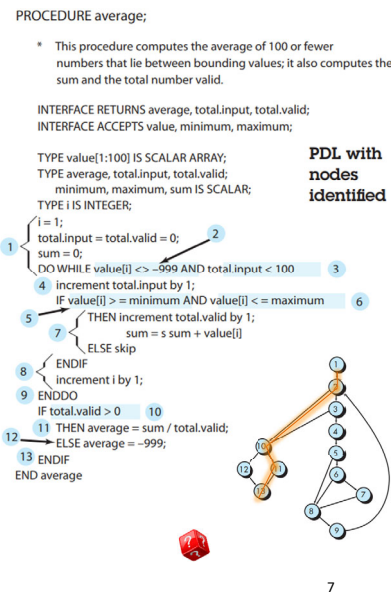 PROCEDURE average;
* This procedure computes the average of 100 or fewer
numbers that lie between bounding values; it also computes the
sum and the total number valid.
INTERFACE RETURNS average, total.input, total.valid;
INTERFACE ACCEPTS value, minimum, maximum;
TYPE value[1:100] IS SCALAR ARRAY;
TYPE average, total.input, total.valid;
minimum, maximum, sum IS SCALAR;
TYPE i IS INTEGER;
PDL with
nodes
identified
i = 1;
total.input = total.valid = 0;
2
1
sum = 0;
DO WHILE value[i] <> –999 AND total.input < 100
3
4 increment total.input by 1;
IF value[i] > = minimum AND value[i] < = maximum
6
5
THEN increment total.valid by 1;
7
sum = s sum + value[i]
ELSE skip
8
ENDIF
increment i by 1;
9 ENDDO
IF total.valid > 0 10
11 THEN average = sum / total.valid;
12
ELSE average = –999;
13 ENDIF
END average
1
2
3
4
10
5
12
11
6
13
7
8
9
? ?
7